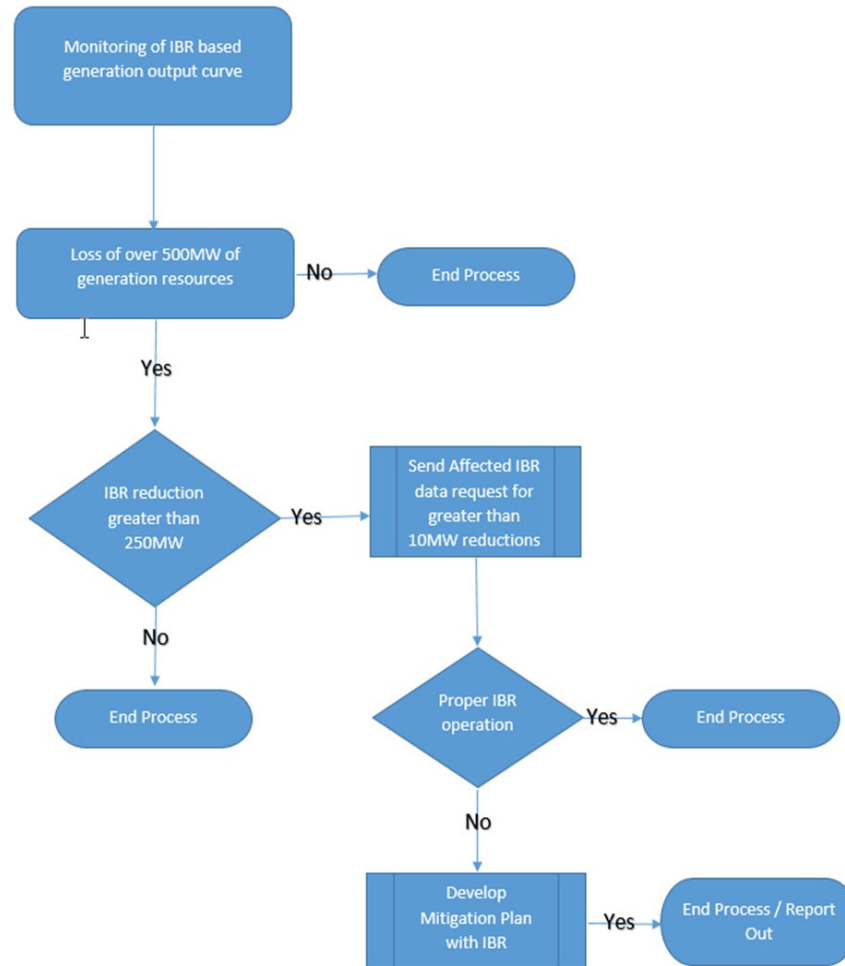 Monitoring of IBR based
generation output curve
Loss of over 500MW of
generation resources
No
End Process
Yes
IBR reduction
greater than
250MW
Yes
Send Affected IBR
data request for
greater than
10MW reductions
No
End Process
Proper IBR
operation
Yes
End Process
No
Develop
Mitigation Plan
with IBR
Yes
End Process / Report
Out